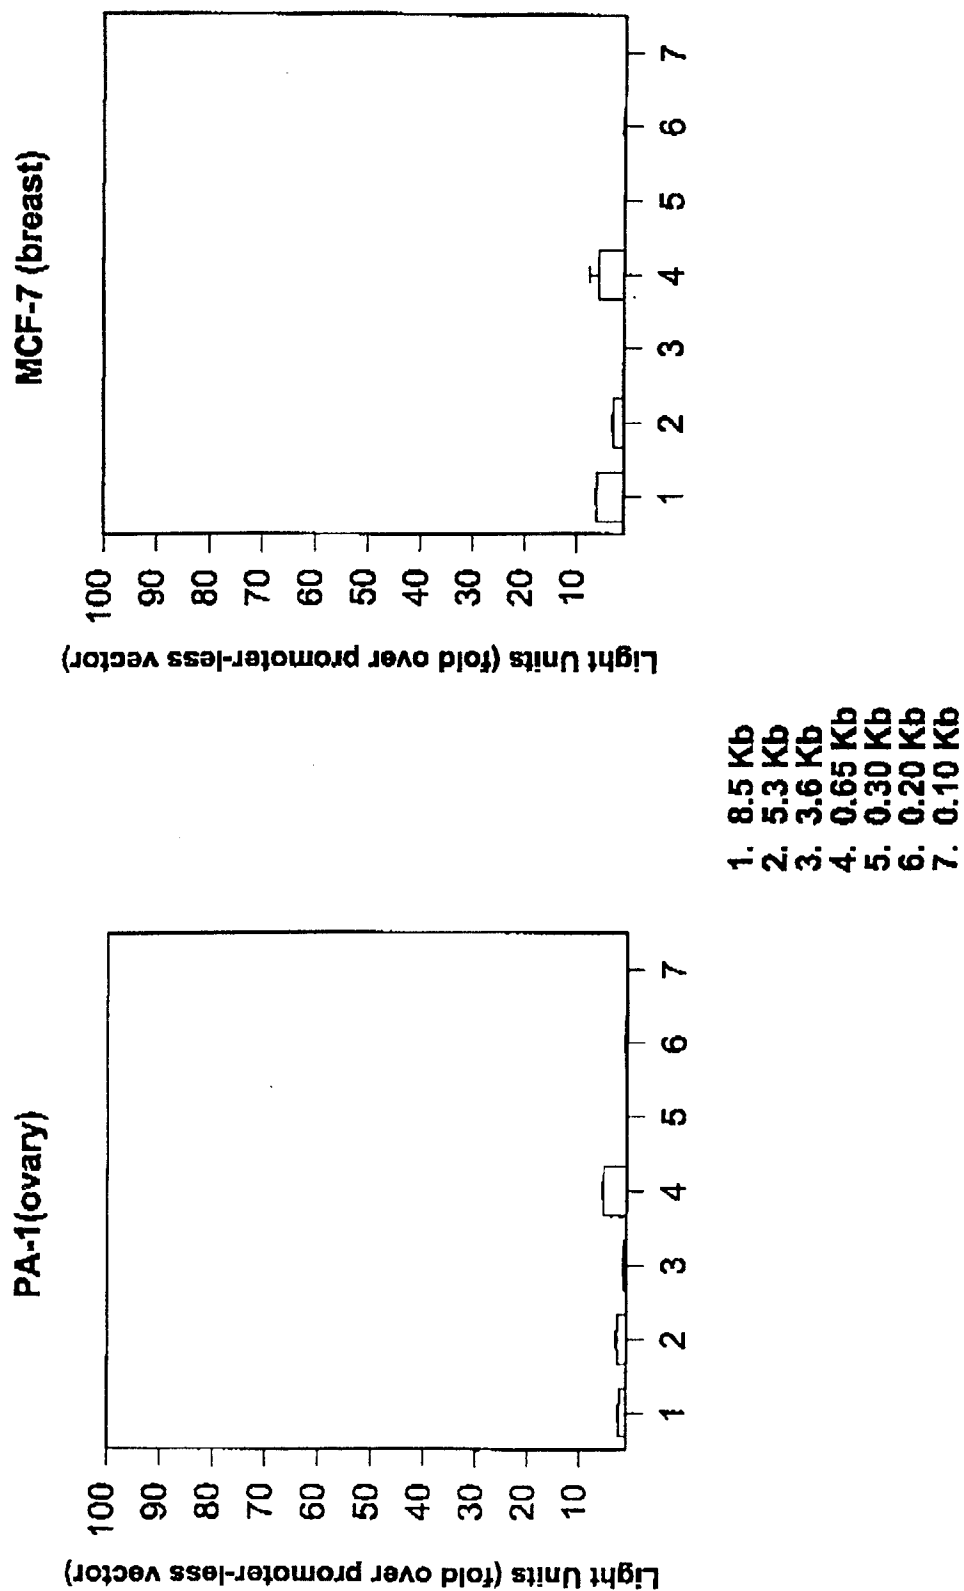 PA-1(ovary)
Light Units (fold over promoter-less vector)
100
90
80
70
60
50
40
30
20
10
1 2 3 4 5 6 7
MCF-7 (breast)
Light Units (fold over promoter-less vector)
100
90
80
70
60
50
40
30
20
10
1 2 3 4 5 6 7
1. 8.5 Kb
2. 5.3 Kb
3. 3.6 Kb
4. 0.65 Kb
5. 0.30 Kb
6. 0.20 Kb
7. 0.10 Kb